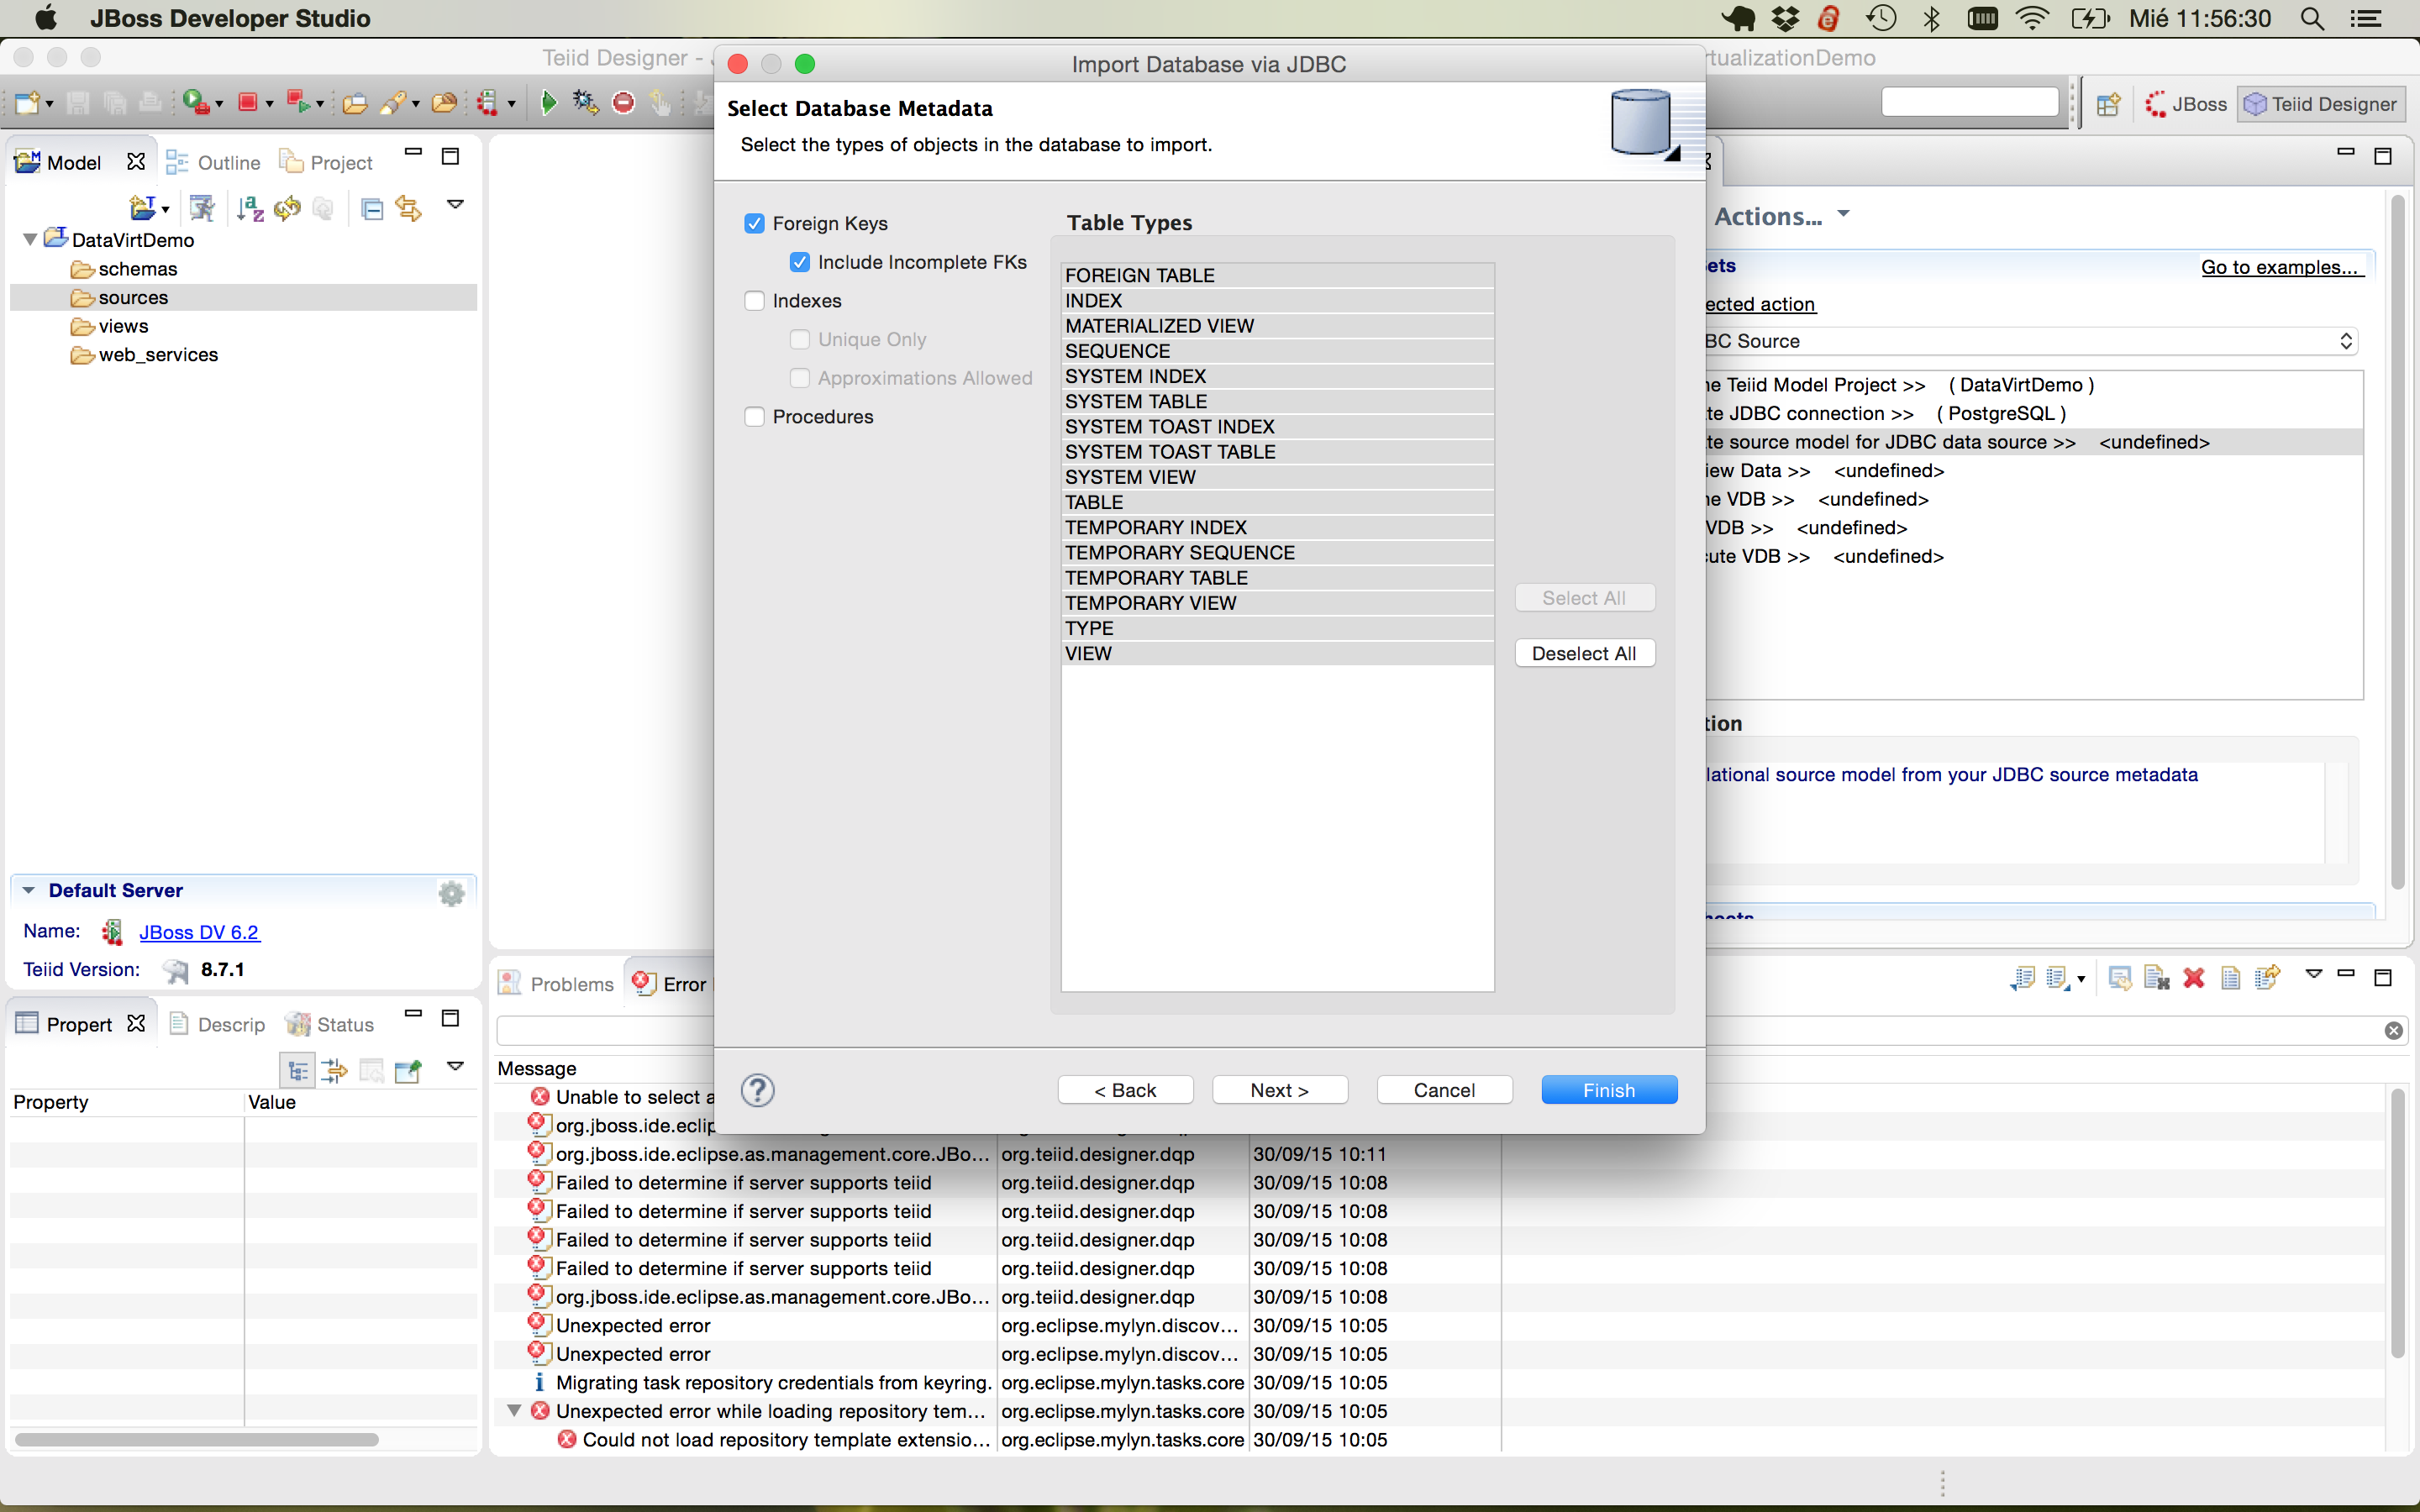 JBoss Developer Studio
Mié 11:56:30
Teiid Designer -
Import Database via JDBC
tualizationDemo
JBoss
Teiid Designer
Model
Outline
Project
DataVirtDemo
schemas
sources
views
web_services
Default Server
Name: JBoss DV 6.2
Teiid Version: 8.7.1
Propert
Descrip
Status
Property Value
Select Database Metadata
Select the types of objects in the database to import.
Foreign Keys
Include Incomplete FKs
Indexes
Unique Only
Approximations Allowed
Procedures
Table Types
FOREIGN TABLE
INDEX
MATERIALIZED VIEW
SEQUENCE
SYSTEM INDEX
SYSTEM TABLE
SYSTEM TOAST INDEX
SYSTEM TOAST TABLE
SYSTEM VIEW
TABLE
TEMPORARY INDEX
TEMPORARY SEQUENCE
TEMPORARY TABLE
TEMPORARY VIEW
TYPE
VIEW
Select All
Deselect All
? < Back Next > Cancel Finish
Actions...
ets
Go to examples...
ected action
BC Source
ne Teiid Model Project >> ( DataVirtDemo )
te JDBC connection >> ( PostgreSQL )
te source model for JDBC data source >> <undefined>
iew Data >> <undefined>
ne VDB >> <undefined>
VDB >> <undefined>
ute VDB >> <undefined>
tion
lational source model from your JDBC source metadata
Problems
Error
Message
Unable to select a
org.jboss.ide.eclip
org.jboss.ide.eclipse.as.management.core.JBo... org.teiid.designer.dqp 30/09/15 10:11
Failed to determine if server supports teiid org.teiid.designer.dqp 30/09/15 10:08
Failed to determine if server supports teiid org.teiid.designer.dqp 30/09/15 10:08
Failed to determine if server supports teiid org.teiid.designer.dqp 30/09/15 10:08
Failed to determine if server supports teiid org.teiid.designer.dqp 30/09/15 10:08
org.jboss.ide.eclipse.as.management.core.JBo... org.teiid.designer.dqp 30/09/15 10:08
Unexpected error org.eclipse.mylyn.discov... 30/09/15 10:05
Unexpected error org.eclipse.mylyn.discov... 30/09/15 10:05
Migrating task repository credentials from keyring. org.eclipse.mylyn.tasks.core 30/09/15 10:05
Unexpected error while loading repository tem... org.eclipse.mylyn.tasks.core 30/09/15 10:05
Could not load repository template extensio... org.eclipse.mylyn.tasks.core 30/09/15 10:05